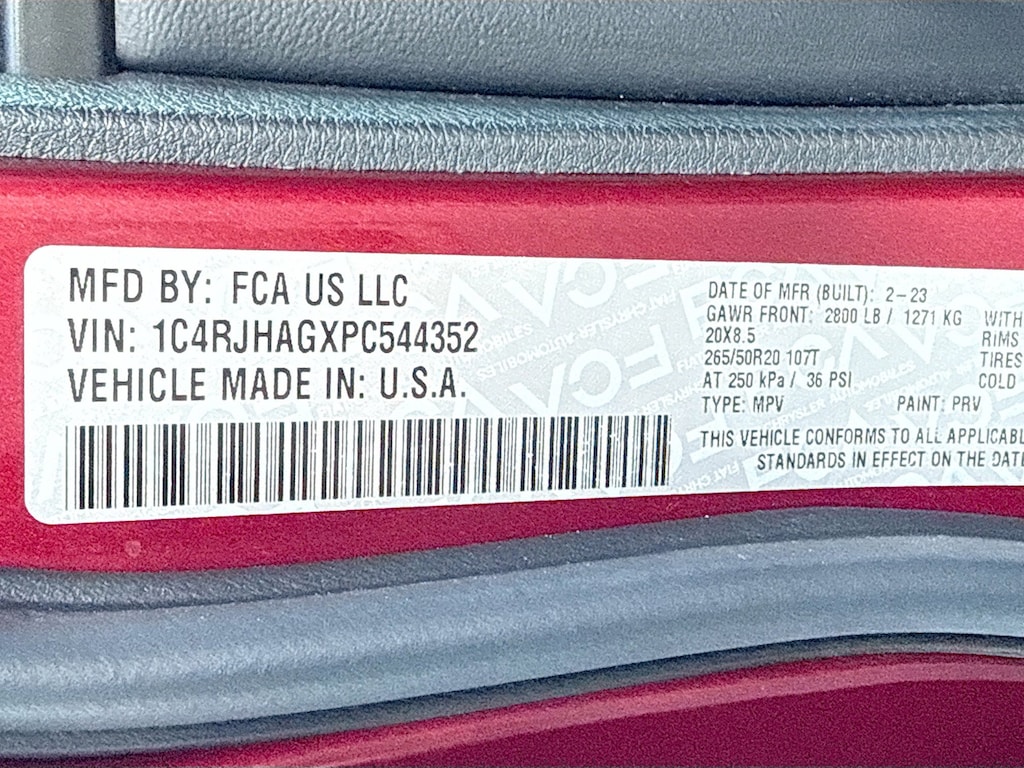 MFD BY: FCA US LLC
VIN: 1C4RJHAGXPC544352
VEHICLE MADE IN: U.S.A.
DATE OF MFR (BUILT): 2-23
GAWR FRONT: 2800 LB / 1271 KG WITH
20X8.5 RIMS
265/50R20 107T TIRES
AT 250 kPa / 36 PSI COLD
TYPE: MPV PAINT: PRV
THIS VEHICLE CONFORMS TO ALL APPLICABL
STANDARDS IN EFFECT ON THE DATE